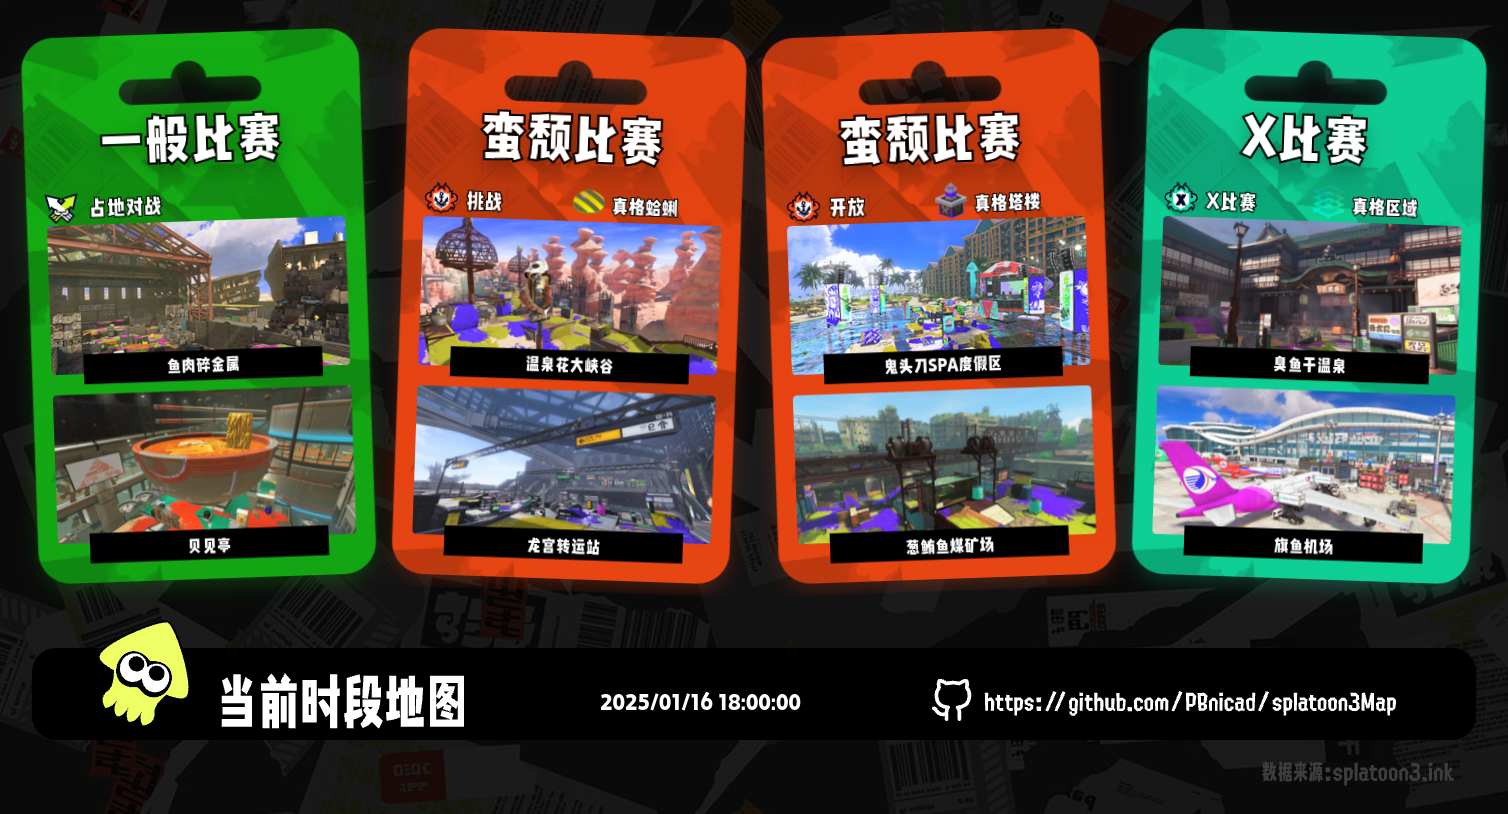 一般比赛
占地对战
鱼肉碎金属
贝见亭
蛮颓比赛
挑战
真格蛤蜊
温泉花大峡谷
龙宫转运站
蛮颓比赛
开放
真格塔楼
鬼头刀SPA度假区
葱鲔鱼煤矿场
X比赛
X比赛
真格区域
臭鱼干温泉
旗鱼机场
当前时段地图
2025/01/16 18:00:00
https://github.com/PBnicad/splatoon3Map
数据来源:splatoon3.ink